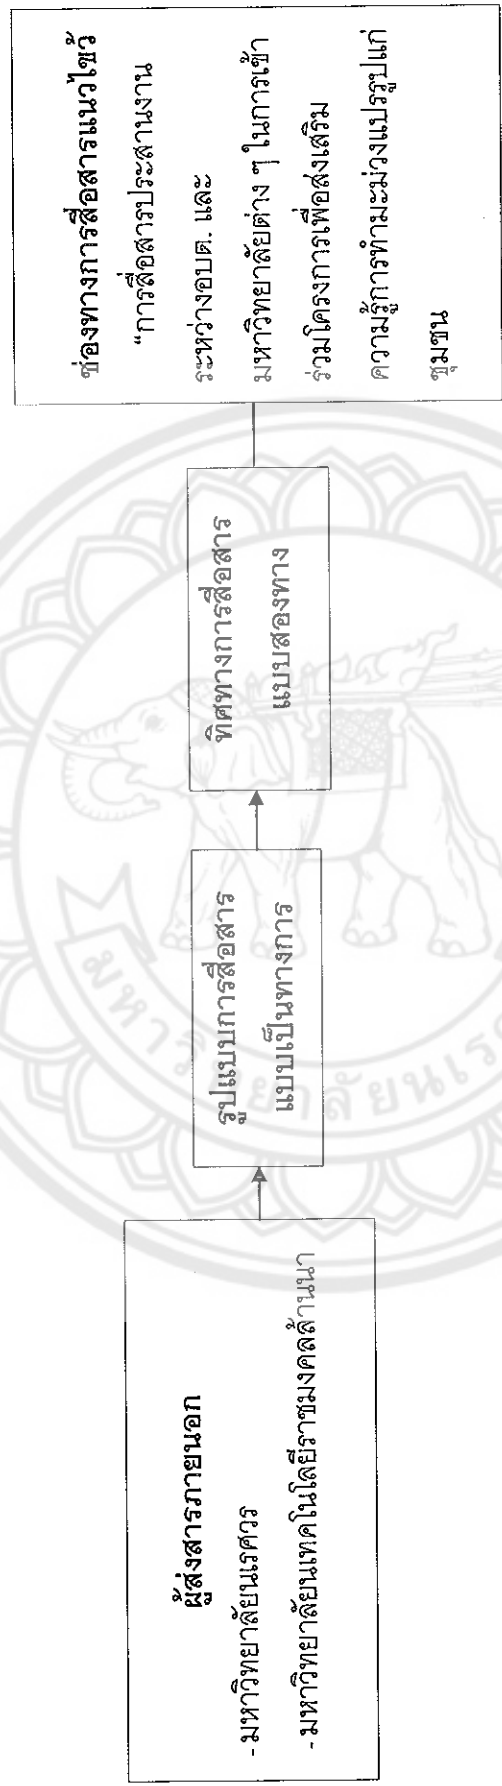 ผู้ส่งสารภายนอก
- มหาวิทยาลัยนเรศวร
- มหาวิทยาลัยเทคโนโลยีราชมงคลล้านนา
รูปแบบการสื่อสาร
แบบเป็นทางการ
ทิศทางการสื่อสาร
แบบสองทาง
ช่องทางการสื่อสารแนวไขว้
"การสื่อสารประสานงาน
ระหว่างอบต. และ
มหาวิทยาลัยต่าง ๆ ในการเข้า
ร่วมโครงการเพื่อส่งเสริม
ความรู้การทำมะม่วงแปรรูปแก่
ชุมชน